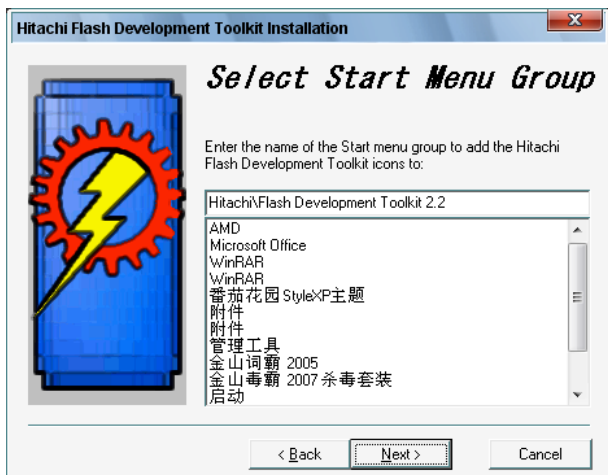 Hitachi Flash Development Toolkit Installation
Select Start Menu Group
Enter the name of the Start menu group to add the Hitachi
Flash Development Toolkit icons to:
Hitachi\Flash Development Toolkit 2.2
AMD
Microsoft Office
WinRAR
WinRAR
番茄花园 StyleXP主题
附件
附件
管理工具
金山词霸 2005
金山毒霸 2007 杀毒套装
启动
< Back
Next >
Cancel